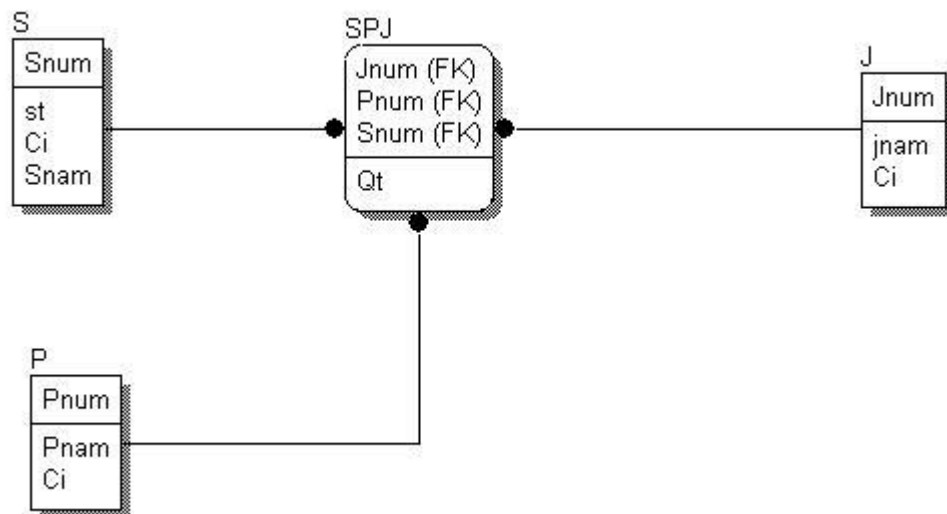 S
Snum
st
Ci
Snam
SPJ
Jnum (FK)
Pnum (FK)
Snum (FK)
Qt
J
Jnum
jnam
Ci
P
Pnum
Pnam
Ci